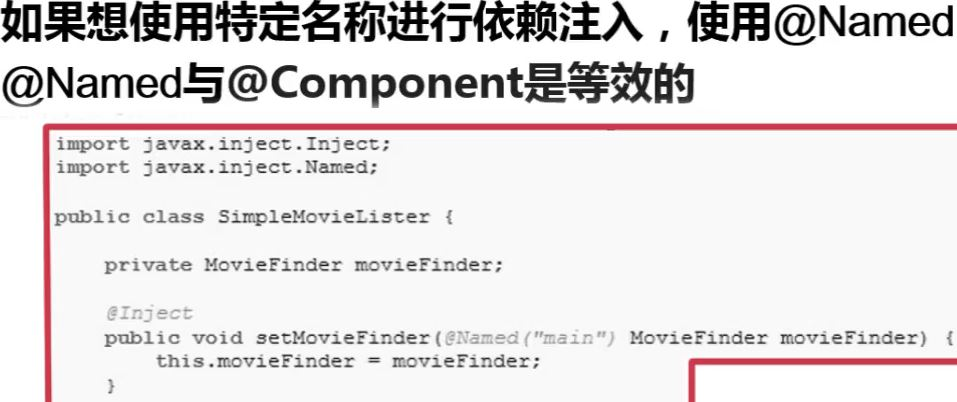 如果想使用特定名称进行依赖注入，使用@Named
@Named与@Component是等效的
import javax.inject.Inject;
import javax.inject.Named;
public class SimpleMovieLister {
private MovieFinder movieFinder;
@Inject
public void setMovieFinder(@Named("main") MovieFinder movieFinder) {
this.movieFinder = movieFinder;
}